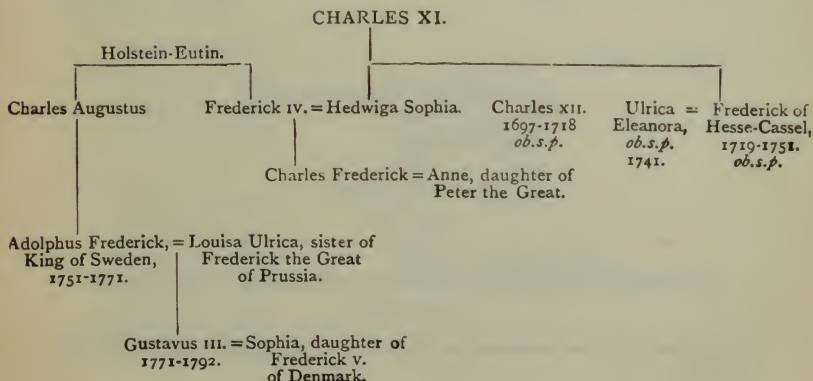 CHARLES XI.
Holstein-Eutin.
Charles Augustus
Frederick IV. = Hedwiga Sophia.
Charles XII.
1697-1718
ob.s.p.
Ulrica
Eleanora,
ob.s.p.
1741.
= Frederick of
Hesse-Cassel,
1719-1751.
ob.s.p.
Charles Frederick = Anne, daughter of
Peter the Great.
Adolphus Frederick, = Louisa Ulrica, sister of
King of Sweden,
1751-1771.
Frederick the Great
of Prussia.
Gustavus III. = Sophia, daughter of
1771-1792.
Frederick V.
of Denmark.